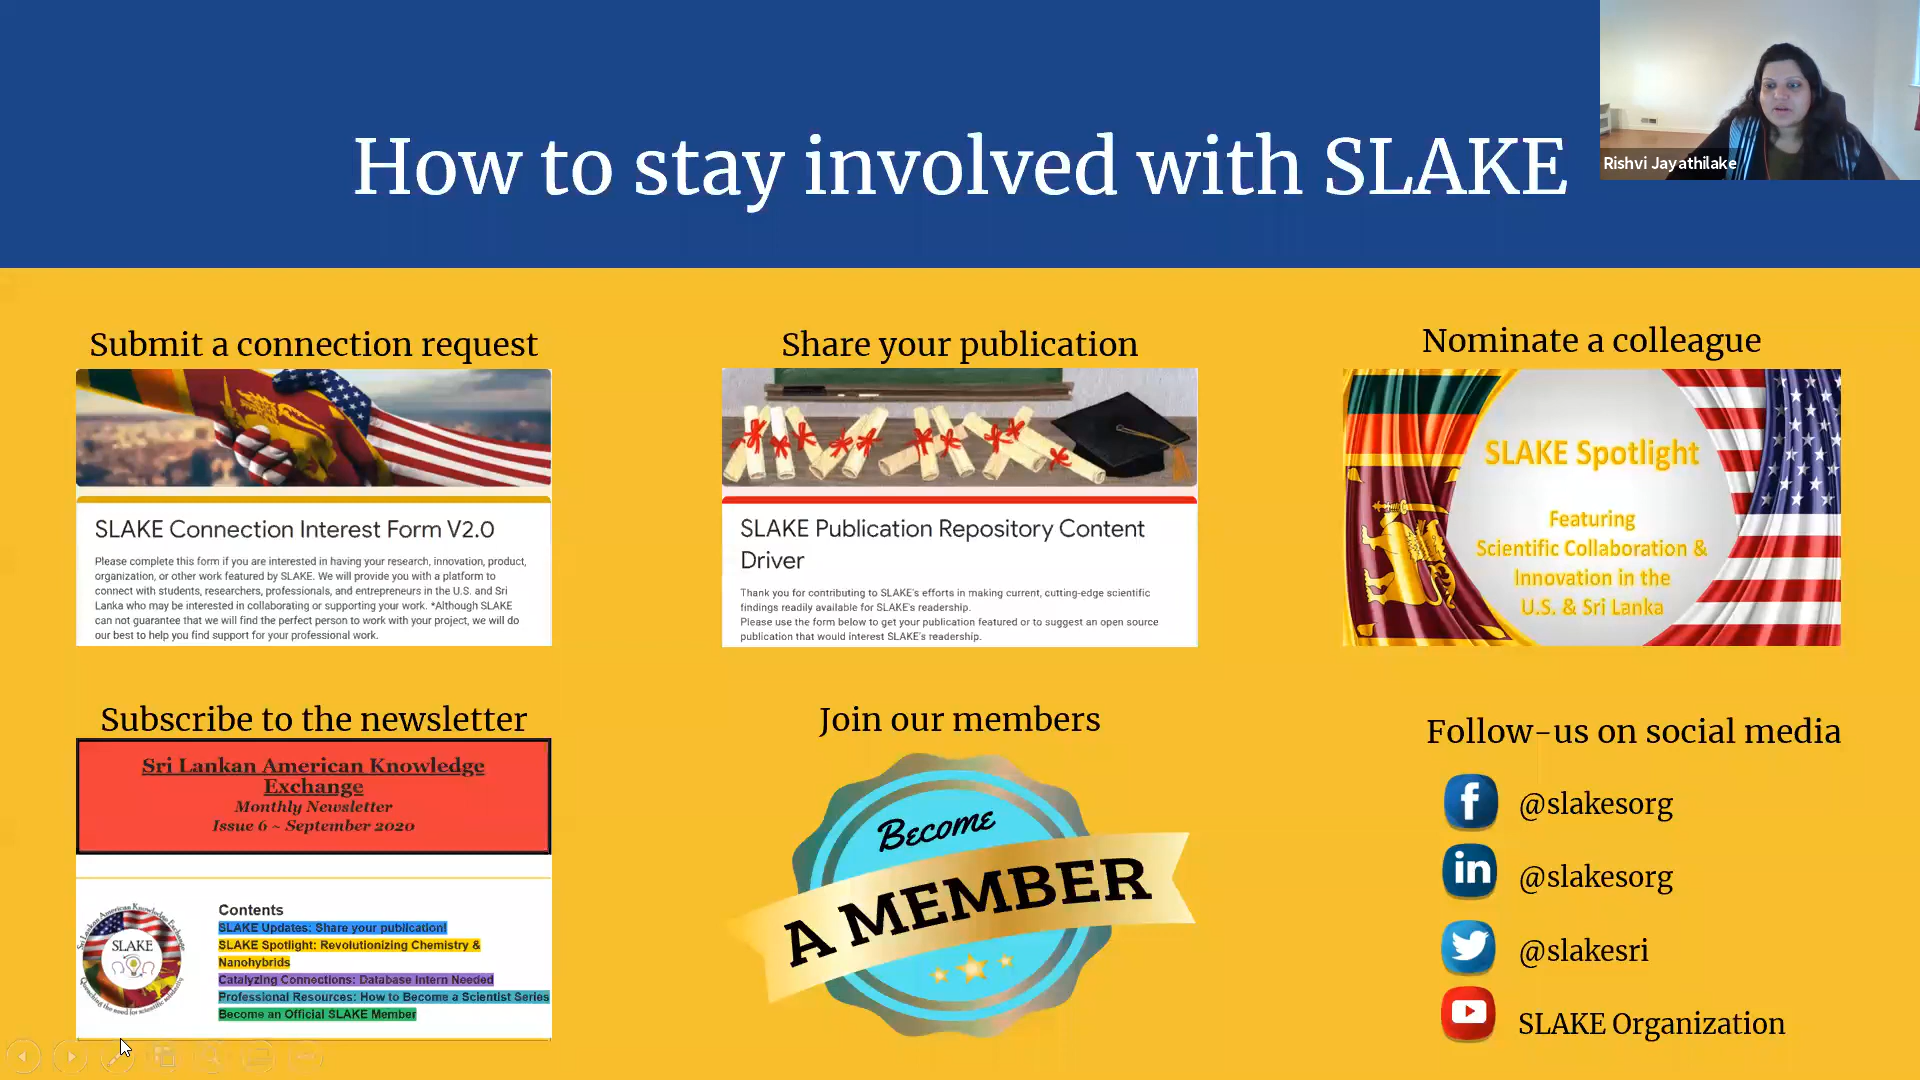 How to stay involved with SLAKE
Rishvi Jayathilake
Submit a connection request
SLAKE Connection Interest Form V2.0
Please complete this form if you are interested in having your research, innovation, product,
organization, or other work featured by SLAKE. We will provide you with a platform to
connect with students, researchers, professionals, and entrepreneurs in the U.S. and Sri
Lanka who may be interested in collaborating or supporting your work. *Although SLAKE
can not guarantee that we will find the perfect person to work with your project, we will do
our best to help you find support for your professional work.
Share your publication
SLAKE Publication Repository Content
Driver
Thank you for contributing to SLAKE's efforts in making current, cutting-edge scientific
findings readily available for SLAKE's readership.
Please use the form below to get your publication featured or to suggest an open source
publication that would interest SLAKE's readership.
Nominate a colleague
SLAKE Spotlight
Featuring
Scientific Collaboration &
Innovation in the
U.S. & Sri Lanka
Subscribe to the newsletter
Sri Lankan American Knowledge
Exchange
Monthly Newsletter
Issue 6 ~ September 2020
Sri Lankan American Knowledge Exchange
SLAKE
Quenching the need for scientific
Contents
SLAKE Updates: Share your publication!
SLAKE Spotlight: Revolutionizing Chemistry &
Nanohybrids
Catalyzing Connections: Database Intern Needed
Professional Resources: How to Become a Scientist Series
Become an Official SLAKE Member
Join our members
Become
A MEMBER
Follow-us on social media
f
@slakesorg
in
@slakesorg
@slakesri
SLAKE Organization